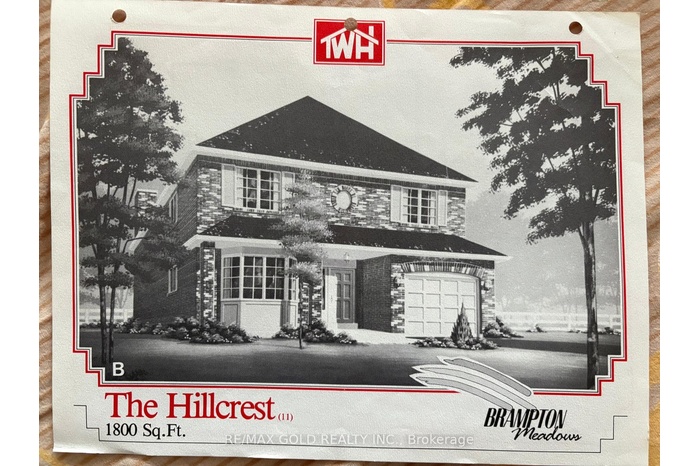 TWH
B
The Hillcrest (11)
1800 Sq.Ft.
BRAMPTON
Meadows
RE/MAX GOLD REALTY INC., Brokerage